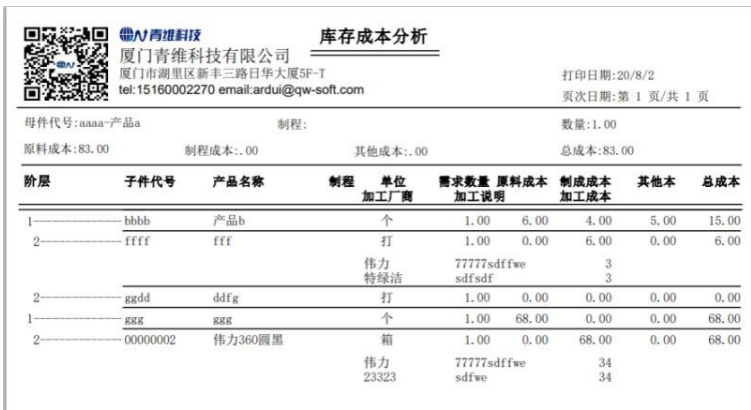 青维科技
库存成本分析
厦门青维科技有限公司
厦门市湖里区新丰三路日华大厦5F-T
tel:15160002270 email:ardui@qw-soft.com
打印日期:20/8/2
页次日期:第 1 页/共 1 页
母件代号:aaaa-产品a 制程: 数量:1.00
原料成本:83.00 制程成本:.00 其他成本:.00 总成本:83.00
阶层 子件代号 产品名称 制程 单位 需求数量 原料成本 制成成本 其他本 总成本
加工厂商 加工说明 加工成本
1 bbbb 产品b 个 1.00 6.00 4.00 5.00 15.00
2 ffff fff 打 1.00 0.00 6.00 0.00 6.00
伟力 77777sdffwe 3
特绿洁 sdfsdf 3
2 ggdd ddfg 打 1.00 0.00 0.00 0.00 0.00
1 ggg ggg 个 1.00 68.00 0.00 0.00 68.00
2 00000002 伟力360圆黑 箱 1.00 0.00 68.00 0.00 68.00
伟力 77777sdffwe 34
23323 sdfwe 34